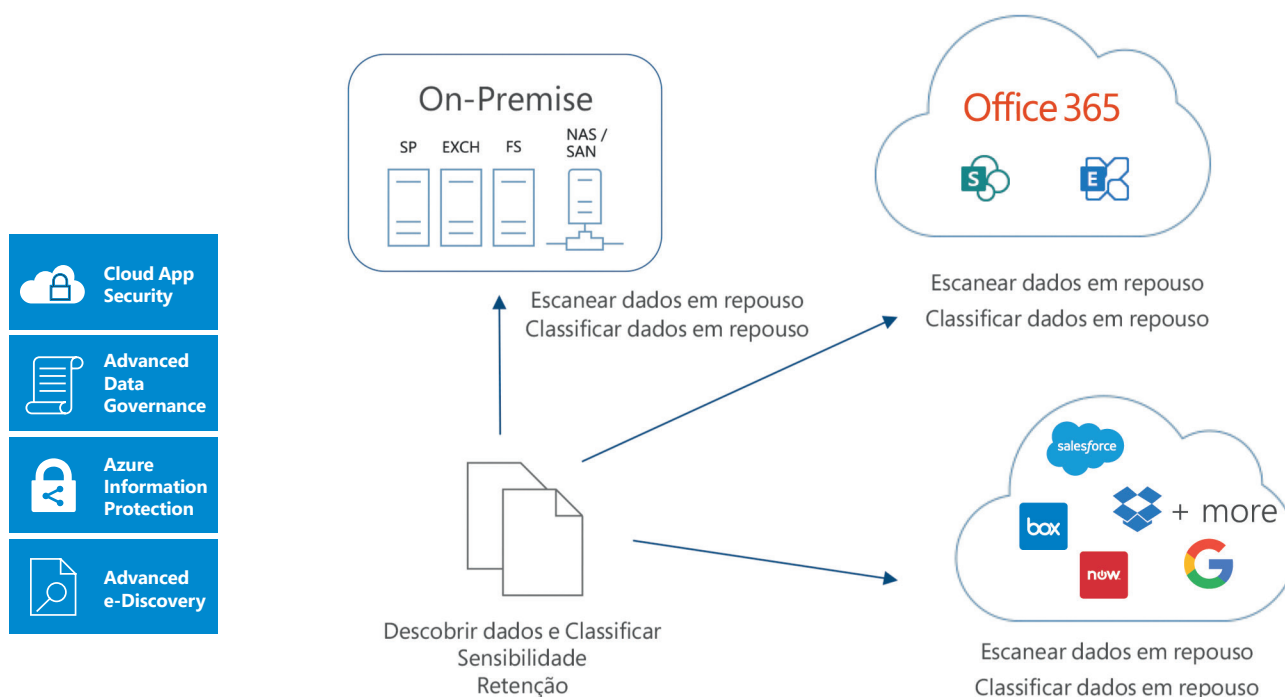 Cloud App
Security
Advanced
Data
Governance
Azure
Information
Protection
Advanced
e-Discovery
On-Premise
SP EXCH FS NAS /
SAN
Escanear dados em repouso
Classificar dados em repouso
Office 365
S E
Escanear dados em repouso
Classificar dados em repouso
Descobrir dados e Classificar
Sensibilidade
Retenção
salesforce
box
+ more
now
G
Escanear dados em repouso
Classificar dados em repouso